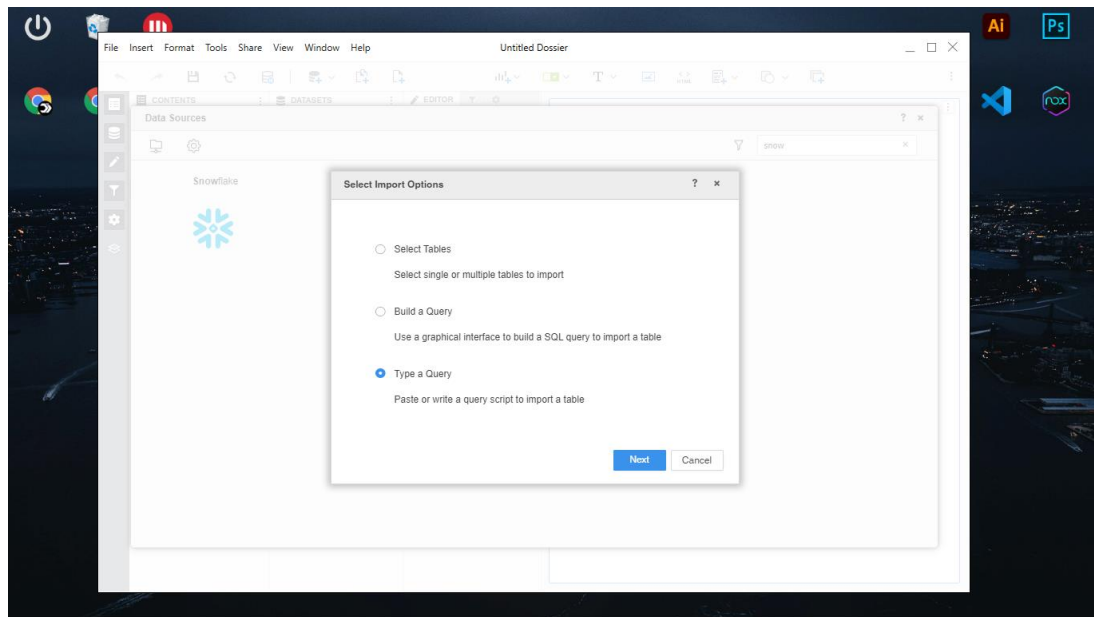 Ai
Ps
File Insert Format Tools Share View Window Help
Untitled Dossier
CONTENTS
DATASETS
EDITOR
Data Sources
? ×
snow
Snowflake
Select Import Options
? ×
Select Tables
Select single or multiple tables to import
Build a Query
Use a graphical interface to build a SQL query to import a table
Type a Query
Paste or write a query script to import a table
Next
Cancel
nox